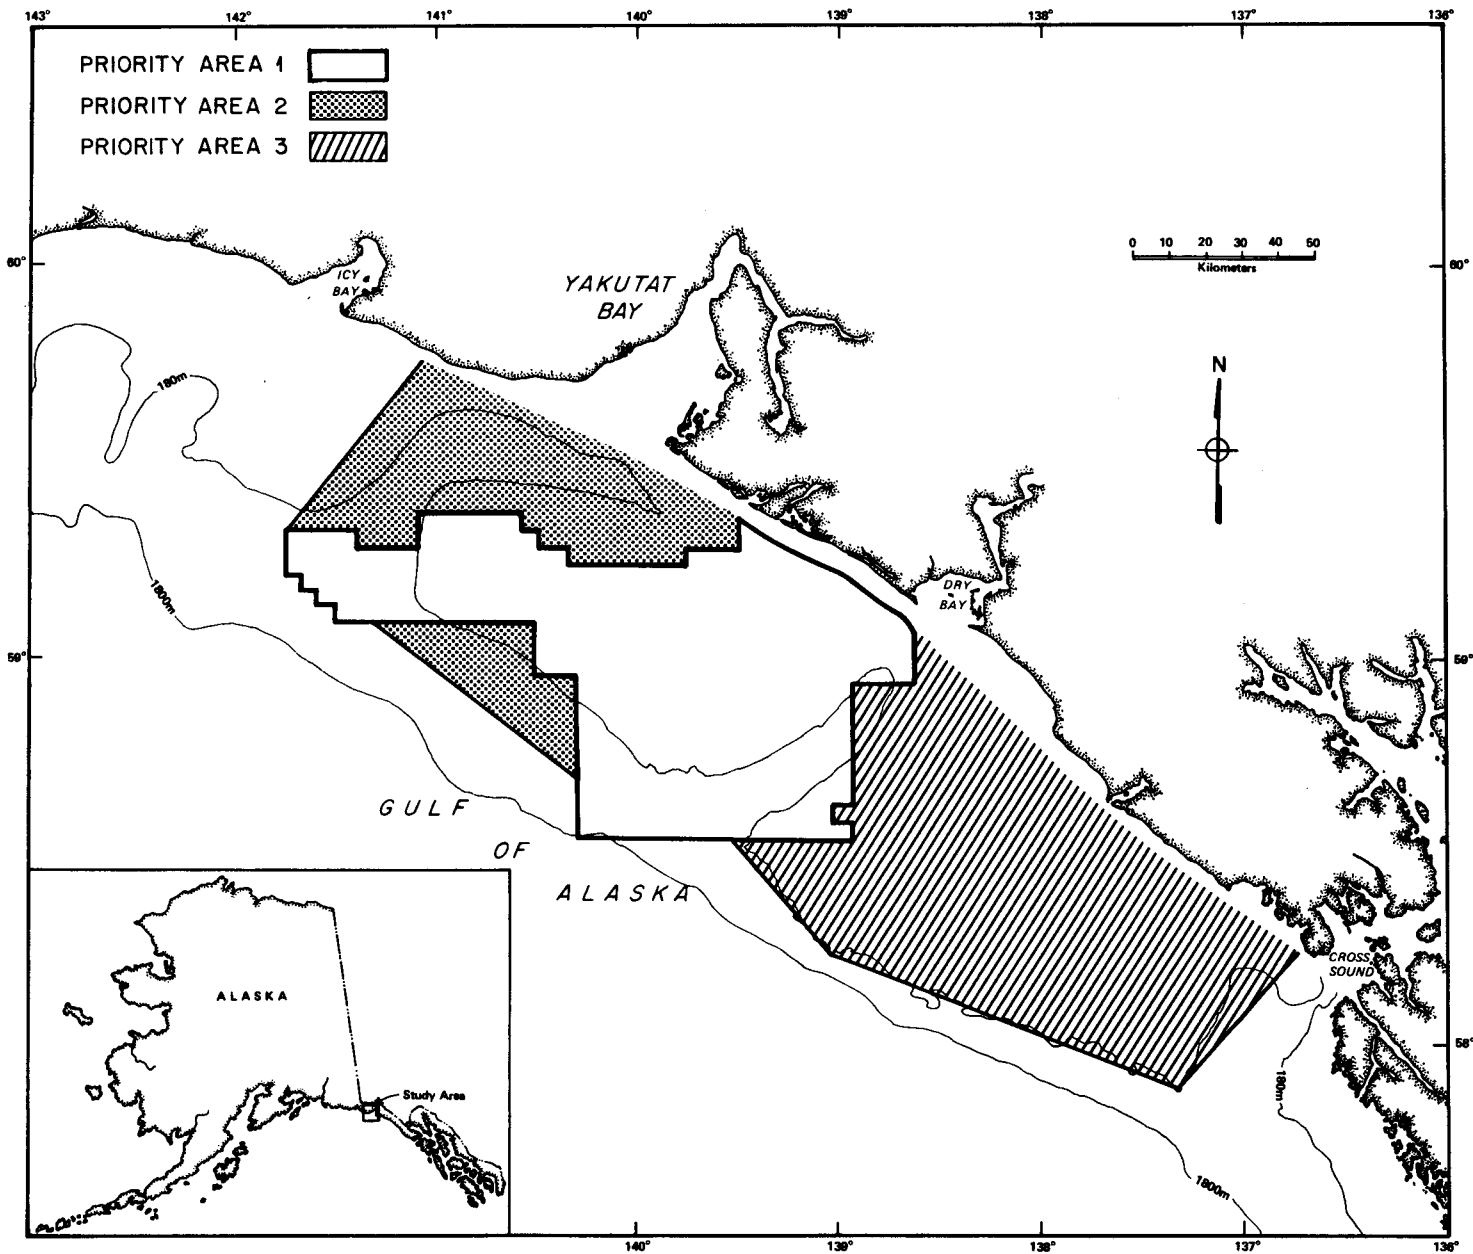 143° 142° 141° 140° 139° 138° 137° 136°
PRIORITY AREA 1
PRIORITY AREA 2
PRIORITY AREA 3
0 10 20 30 40 50
Kilometers
60° 60°
ICY
BAY
YAKUTAT
BAY
180m
N
1800m
DRY
BAY
59° 59°
GULF
OF
ALASKA
CROSS
SOUND
ALASKA
58°
180m
Study Area
1800m
140° 139° 138° 137° 136°